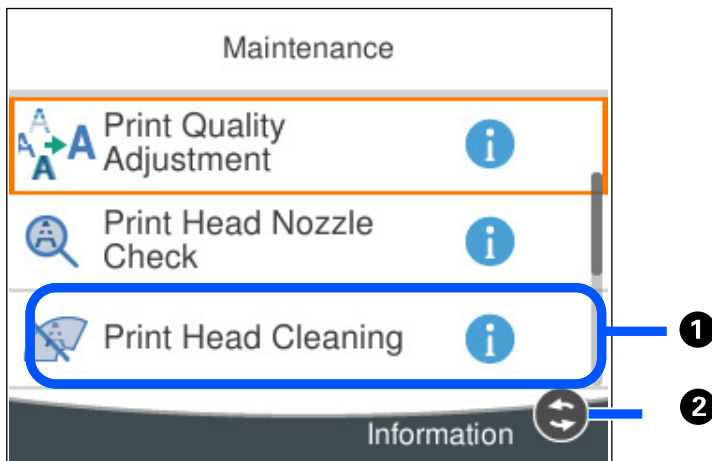 Maintenance
Print Quality
Adjustment
Print Head Nozzle
Check
Print Head Cleaning
1
Information
2